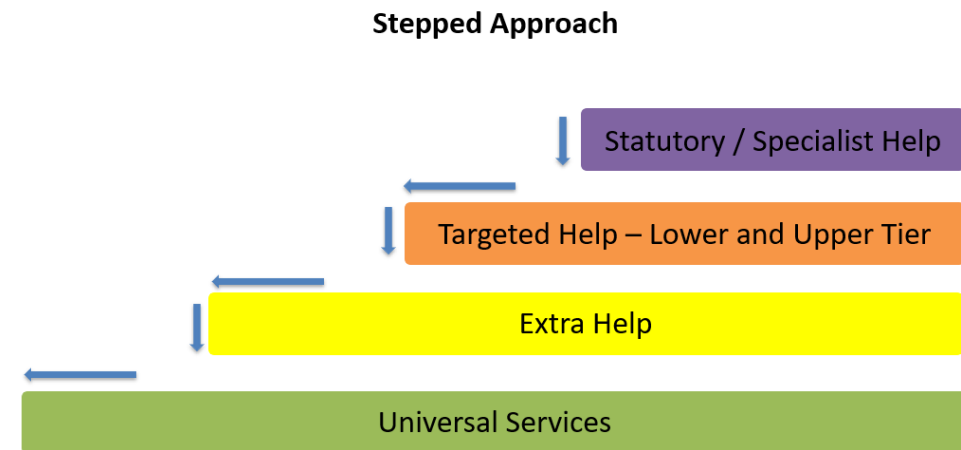 Stepped Approach
Statutory / Specialist Help
Targeted Help – Lower and Upper Tier
Extra Help
Universal Services